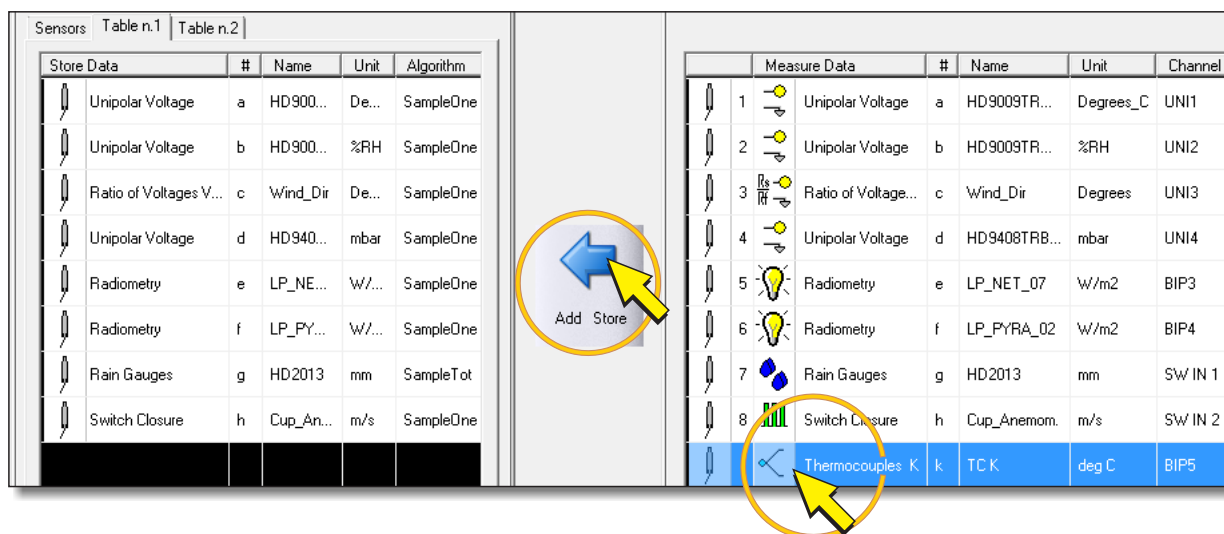 Sensors Table n.1 Table n.2
Store Data # Name Unit Algorithm
Unipolar Voltage a HD900... De... SampleOne
Unipolar Voltage b HD900... %RH SampleOne
Ratio of Voltages V... c Wind_Dir De... SampleOne
Unipolar Voltage d HD940... mbar SampleOne
Radiometry e LP_NE... W/... SampleOne
Radiometry f LP_PY... W/... SampleOne
Rain Gauges g HD2013 mm SampleTot
Switch Closure h Cup_An... m/s SampleOne
Add Store
Measure Data # Name Unit Channel
1 Unipolar Voltage a HD9009TR... Degrees_C UNI1
2 Unipolar Voltage b HD9009TR... %RH UNI2
3 Rs Rf Ratio of Voltage... c Wind_Dir Degrees UNI3
4 Unipolar Voltage d HD9408TRB... mbar UNI4
5 Radiometry e LP_NET_07 W/m2 BIP3
6 Radiometry f LP_PYRA_02 W/m2 BIP4
7 Rain Gauges g HD2013 mm SW IN 1
8 Switch Closure h Cup_Anemom. m/s SW IN 2
Thermocouples K k TC K deg C BIP5